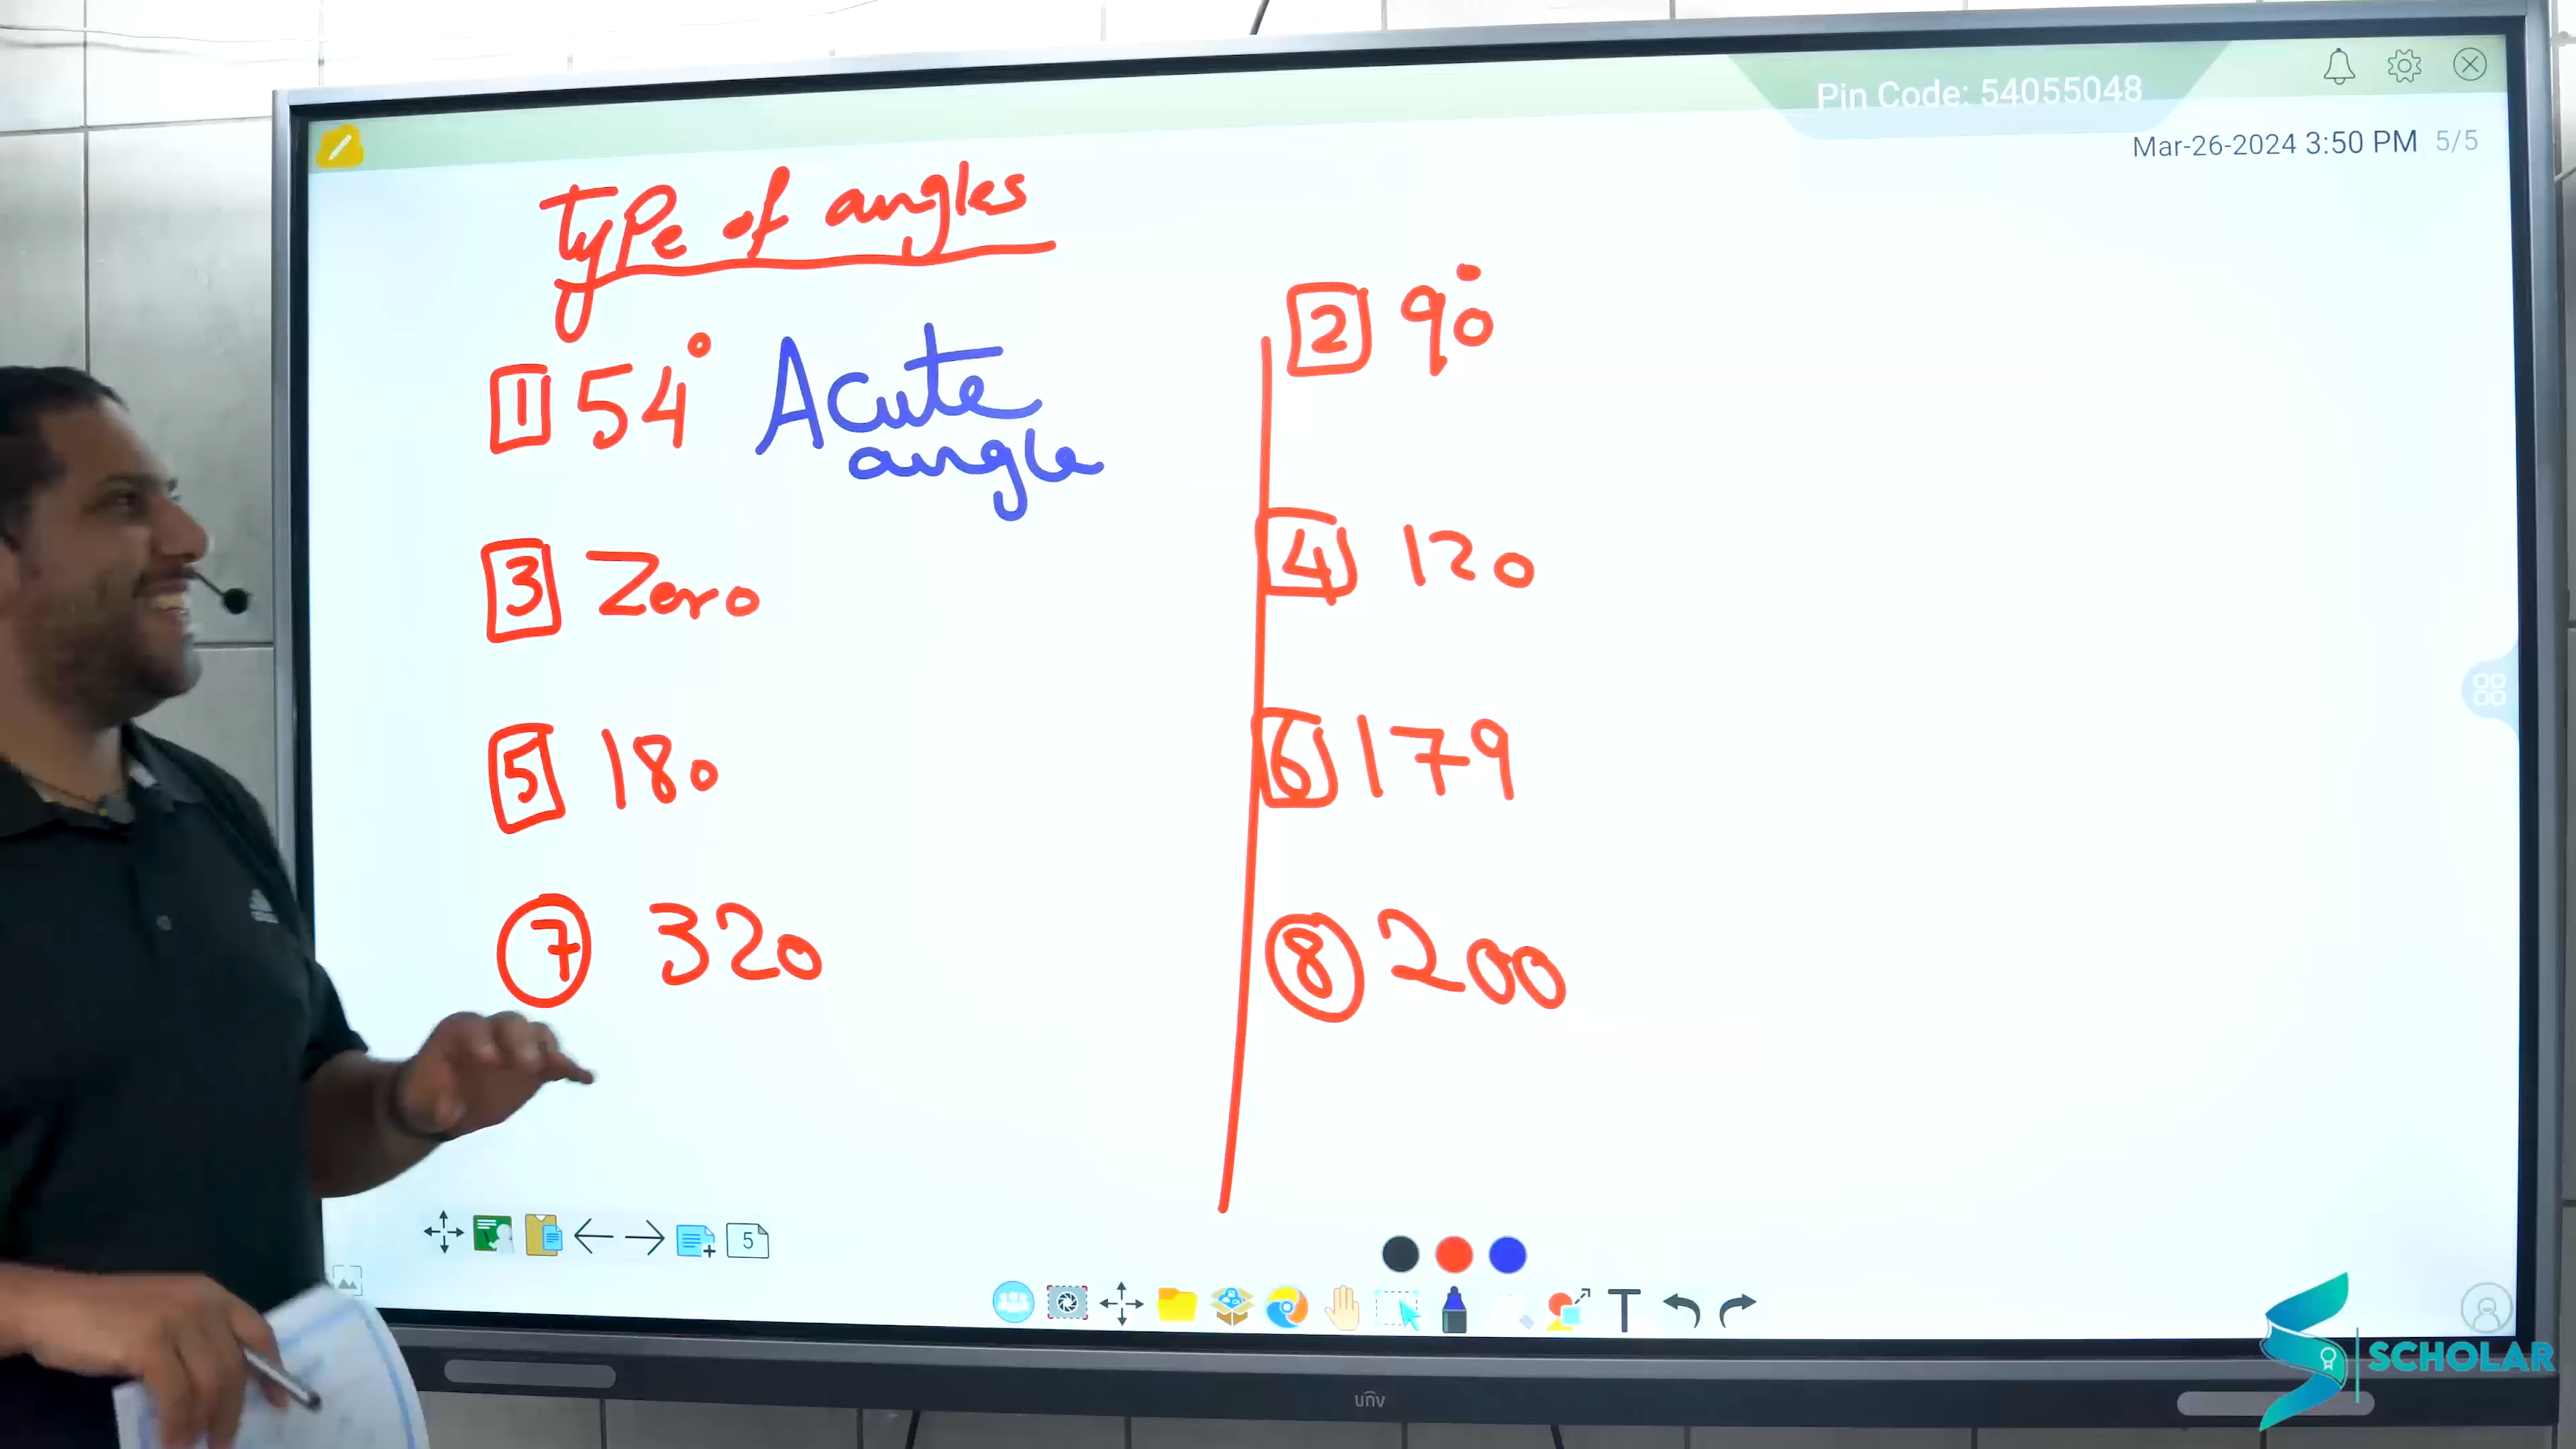 Pin Code: 54055048
Mar-26-2024 3:50 PM 5/5
Type of angles
1 54° Acute
angle
2 90°
3 Zero
4 120
5 180
6 179
7 320
8 200
5
T
unv
SCHOLAR